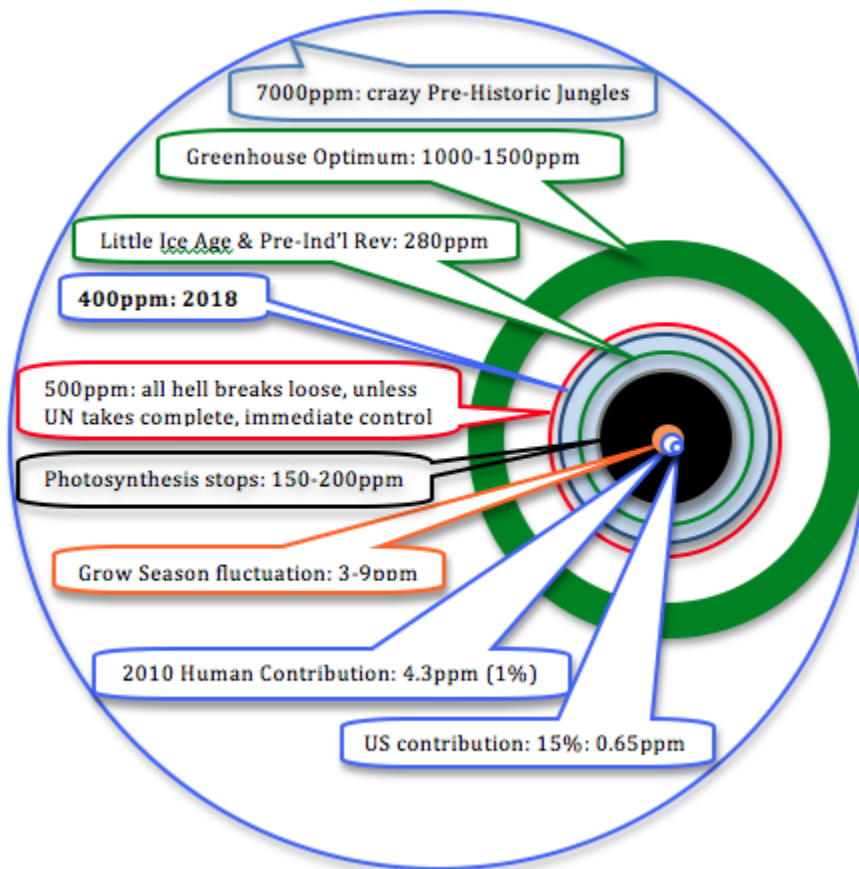 7000ppm: crazy Pre-Historic Jungles
Greenhouse Optimum: 1000-1500ppm
Little Ice Age & Pre-Ind'l Rev: 280ppm
400ppm: 2018
500ppm: all hell breaks loose, unless
UN takes complete, immediate control
Photosynthesis stops: 150-200ppm
Grow Season fluctuation: 3-9ppm
2010 Human Contribution: 4.3ppm (1%)
US contribution: 15%: 0.65ppm